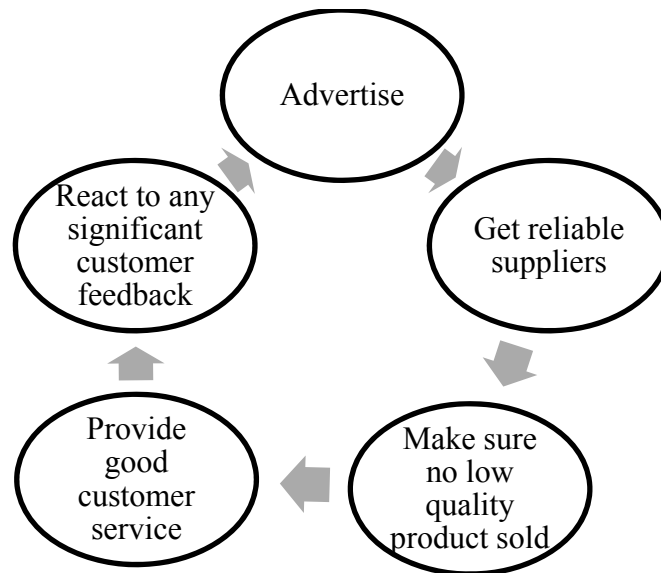 Advertise
Get reliable
suppliers
Make sure
no low
quality
product sold
Provide
good
customer
service
React to any
significant
customer
feedback